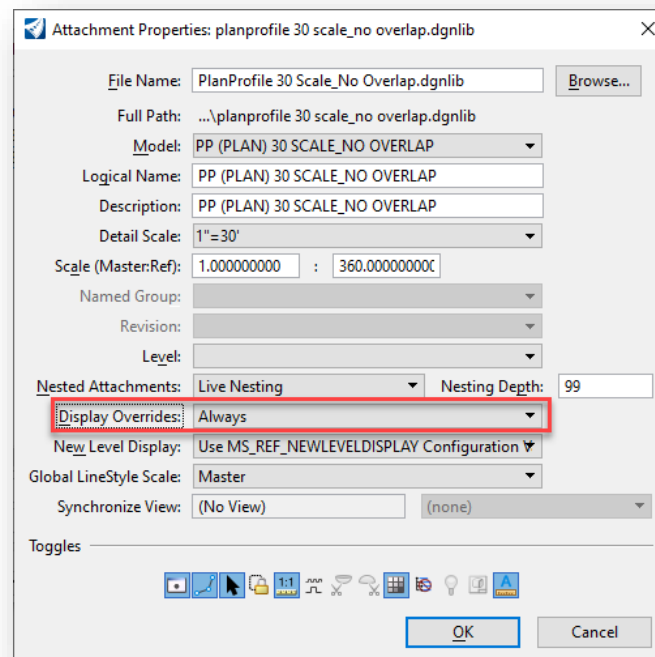 Attachment Properties: planprofile 30 scale_no overlap.dgnlib
File Name: PlanProfile 30 Scale_No Overlap.dgnlib Browse...
Full Path: ...\planprofile 30 scale_no overlap.dgnlib
Model: PP (PLAN) 30 SCALE_NO OVERLAP
Logical Name: PP (PLAN) 30 SCALE_NO OVERLAP
Description: PP (PLAN) 30 SCALE_NO OVERLAP
Detail Scale: 1"=30'
Scale (Master:Ref): 1.000000000 : 360.000000000
Named Group:
Revision:
Level:
Nested Attachments: Live Nesting Nesting Depth: 99
Display Overrides: Always
New Level Display: Use MS_REF_NEWLEVELDISPLAY Configuration
Global LineStyle Scale: Master
Synchronize View: (No View) (none)
Toggles
1:1 A
OK Cancel